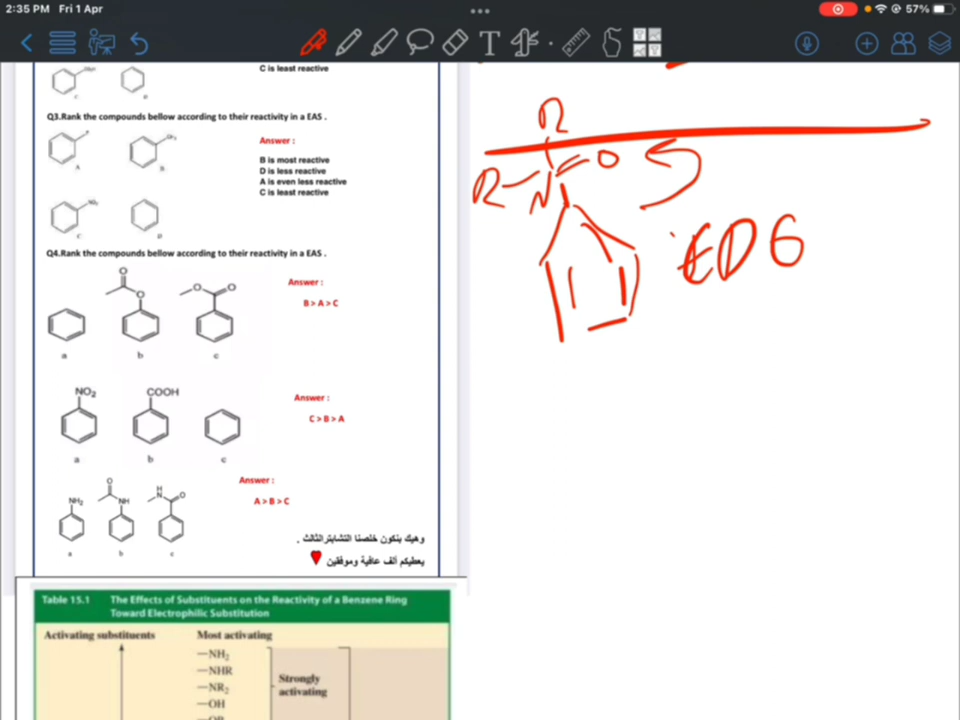 2:35 PM Fri 1 Apr
57%
C is least reactive
C
D
Q3.Rank the compounds bellow according to their reactivity in a EAS .
Answer :
A
B
B is most reactive
D is less reactive
A is even less reactive
C is least reactive
NO₂
C
D
Q4.Rank the compounds bellow according to their reactivity in a EAS .
Answer :
B > A > C
O
O
O
O
a
b
c
Answer :
C > B > A
NO₂
COOH
a
b
c
Answer :
A > B > C
NH₂
O
NH
H
N
O
a
b
c
وهيك بنكون خلصنا التشابتر الثالث .
يعطيكم ألف عافية وموفقين
Table 15.1 The Effects of Substituents on the Reactivity of a Benzene Ring
Toward Electrophilic Substitution
Activating substituents Most activating
—NH₂
—NHR
—NR₂
—OH
Strongly
activating
R
R—N=O
EDG